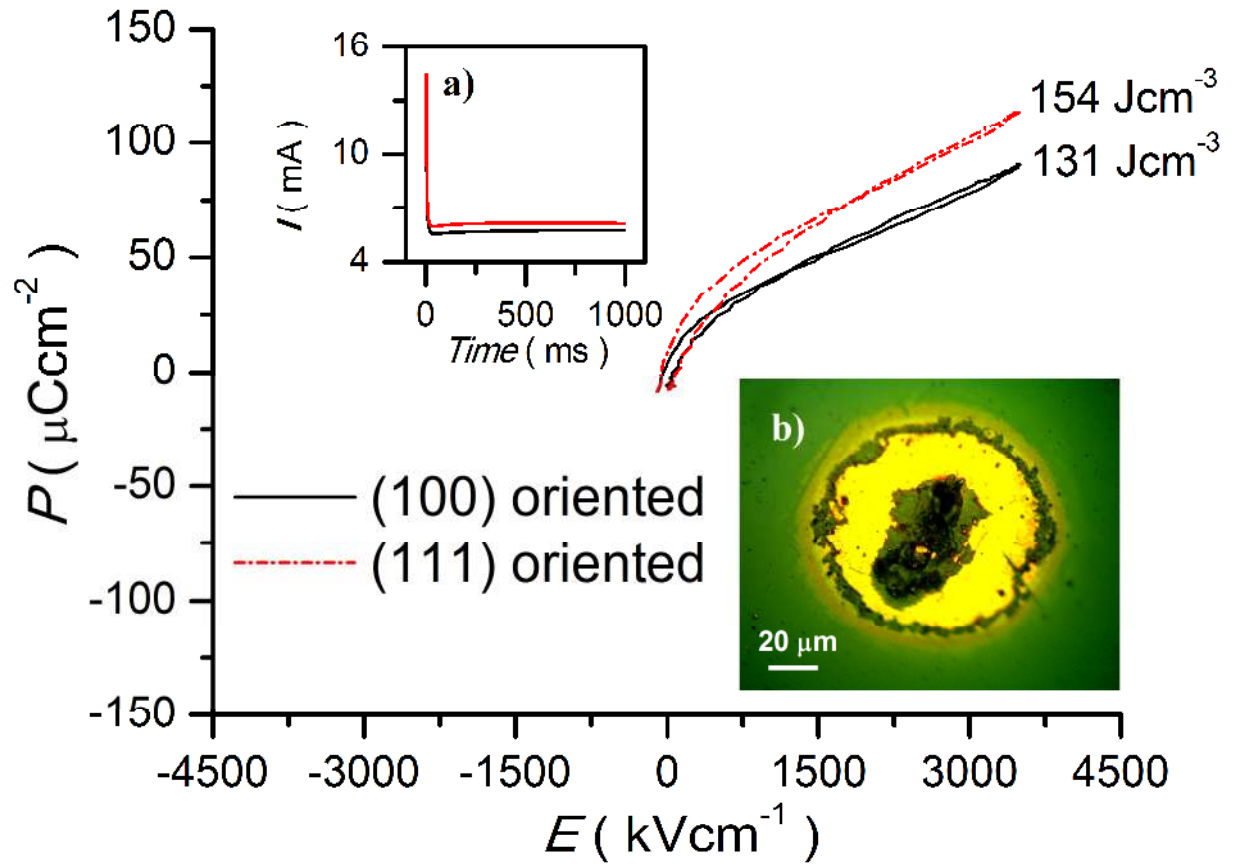 150
100
50
0
-50
-100
-150
P ( μCcm⁻² )
-4500 -3000 -1500 0 1500 3000 4500
E ( kVcm⁻¹ )
154 Jcm⁻³
131 Jcm⁻³
(100) oriented
(111) oriented
a)
16
10
4
I ( mA )
0 500 1000
Time ( ms )
b)
20 μm